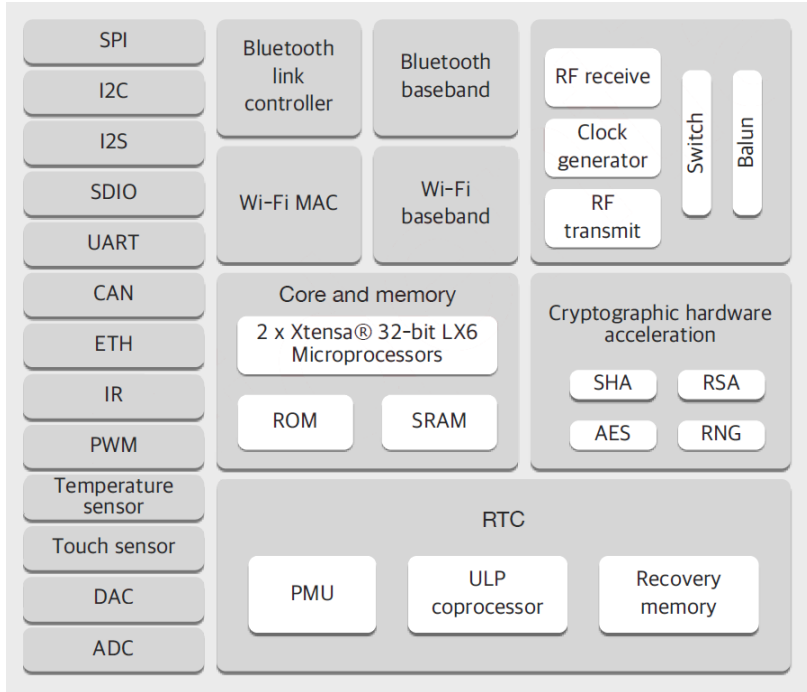 SPI
I2C
I2S
SDIO
UART
CAN
ETH
IR
PWM
Temperature
sensor
Touch sensor
DAC
ADC
Bluetooth
link
controller
Bluetooth
baseband
Wi-Fi MAC
Wi-Fi
baseband
RF receive
Clock
generator
RF
transmit
Switch
Balun
Core and memory
2 x Xtensa® 32-bit LX6
Microprocessors
ROM
SRAM
Cryptographic hardware
acceleration
SHA
RSA
AES
RNG
RTC
PMU
ULP
coprocessor
Recovery
memory